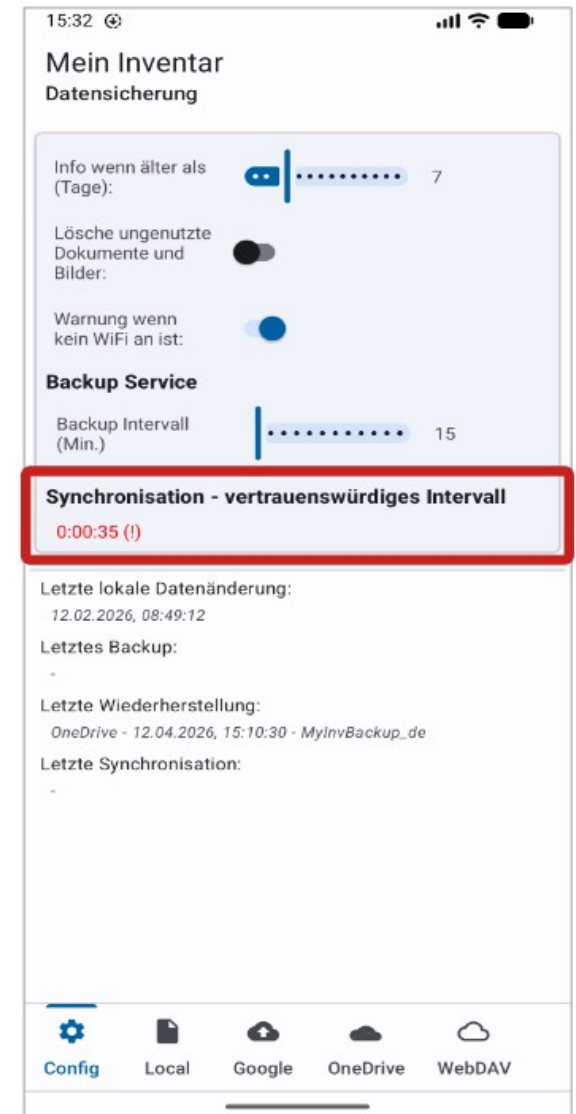 15:32
Mein Inventar
Datensicherung
Info wenn älter als
(Tage):
7
Lösche ungenutzte
Dokumente und
Bilder:
Warnung wenn
kein WiFi an ist:
Backup Service
Backup Intervall
(Min.)
15
Synchronisation - vertrauenswürdiges Intervall
0:00:35 (!)
Letzte lokale Datenänderung:
12.02.2026, 08:49:12
Letztes Backup:
-
Letzte Wiederherstellung:
OneDrive - 12.04.2026, 15:10:30 - MyInvBackup_de
Letzte Synchronisation:
-
Config Local Google OneDrive WebDAV